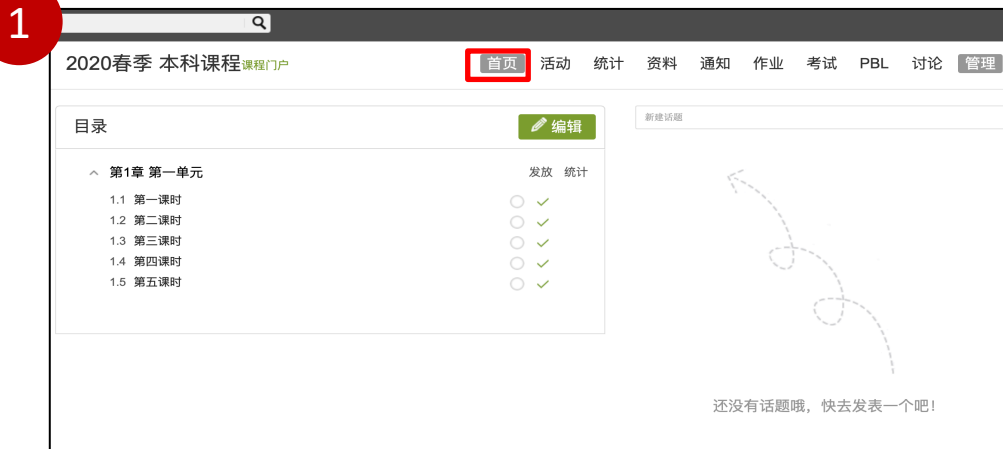 1
2020春季 本科课程课程门户 首页 活动 统计 资料 通知 作业 考试 PBL 讨论 管理
目录 编辑
新建话题
第1章 第一单元 发放 统计
1.1 第一课时
1.2 第二课时
1.3 第三课时
1.4 第四课时
1.5 第五课时
还没有话题哦，快去发表一个吧！